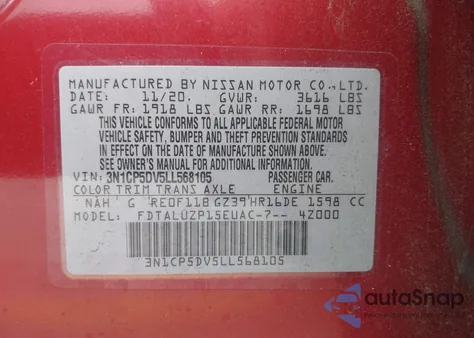 MANUFACTURED BY NISSAN MOTOR CO., LTD.
DATE: 11/20. GVWR: 3616 LBS
GAWR FR: 1918 LBS GAWR RR: 1698 LBS
THIS VEHICLE CONFORMS TO ALL APPLICABLE FEDERAL MOTOR
VEHICLE SAFETY, BUMPER AND THEFT PREVENTION STANDARDS
IN EFFECT ON THE DATE OF MANUFACTURE SHOWN ABOVE.
SEE OWNER'S MANUAL FOR ADDITIONAL INFORMATION.
VEHICLE: 3N1CP5DV5LL568105 PASSENGER CAR.
COLOR TRIM TRANS AXLE ENGINE
NAH G RE0F11B GZ39 HR16DE 1598 CC
MODEL: FDTALUZP15EUAC-7-- 4Z000
3N1CP5DV5LL568105
autoSnap